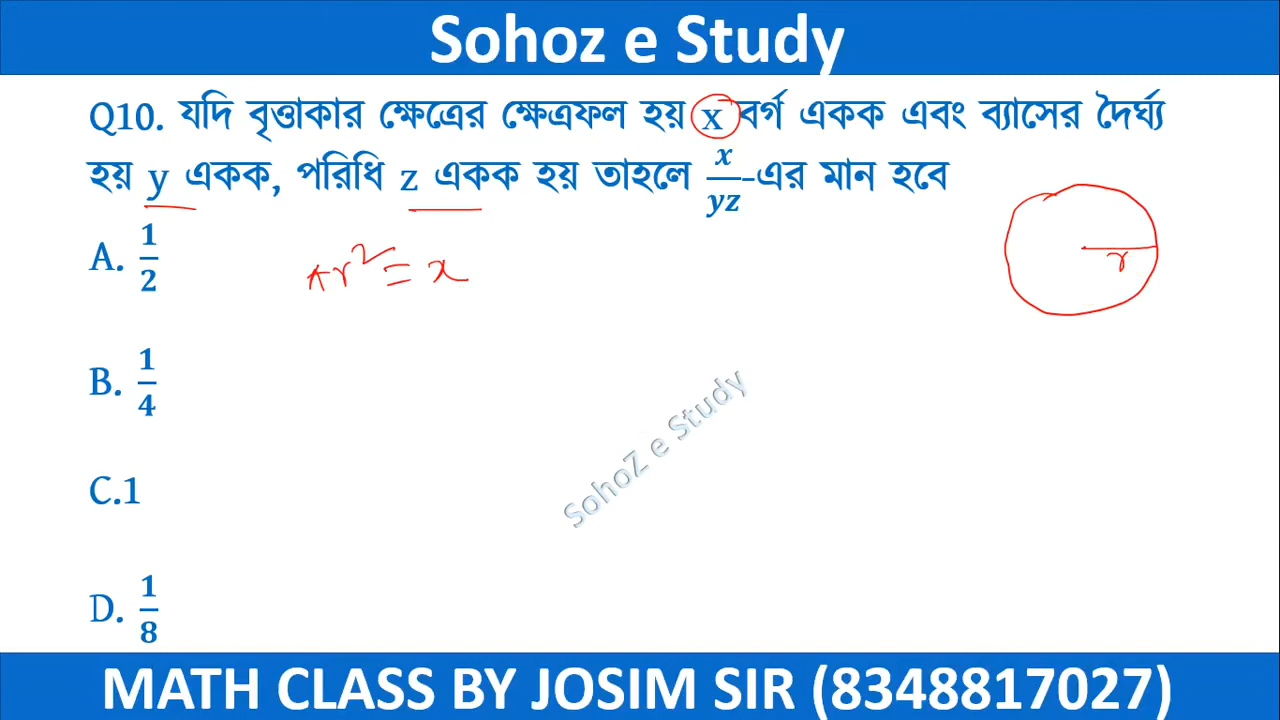 Sohoz e Study
Q10. যদি বৃত্তাকার ক্ষেত্রের ক্ষেত্রফল হয় x বর্গ একক এবং ব্যাসের দৈর্ঘ্য
হয় y একক, পরিধি z একক হয় তাহলে x/yz-এর মান হবে
A. 1/2
πr² = x
r
B. 1/4
SohoZ e Study
C.1
D. 1/8
MATH CLASS BY JOSIM SIR (8348817027)